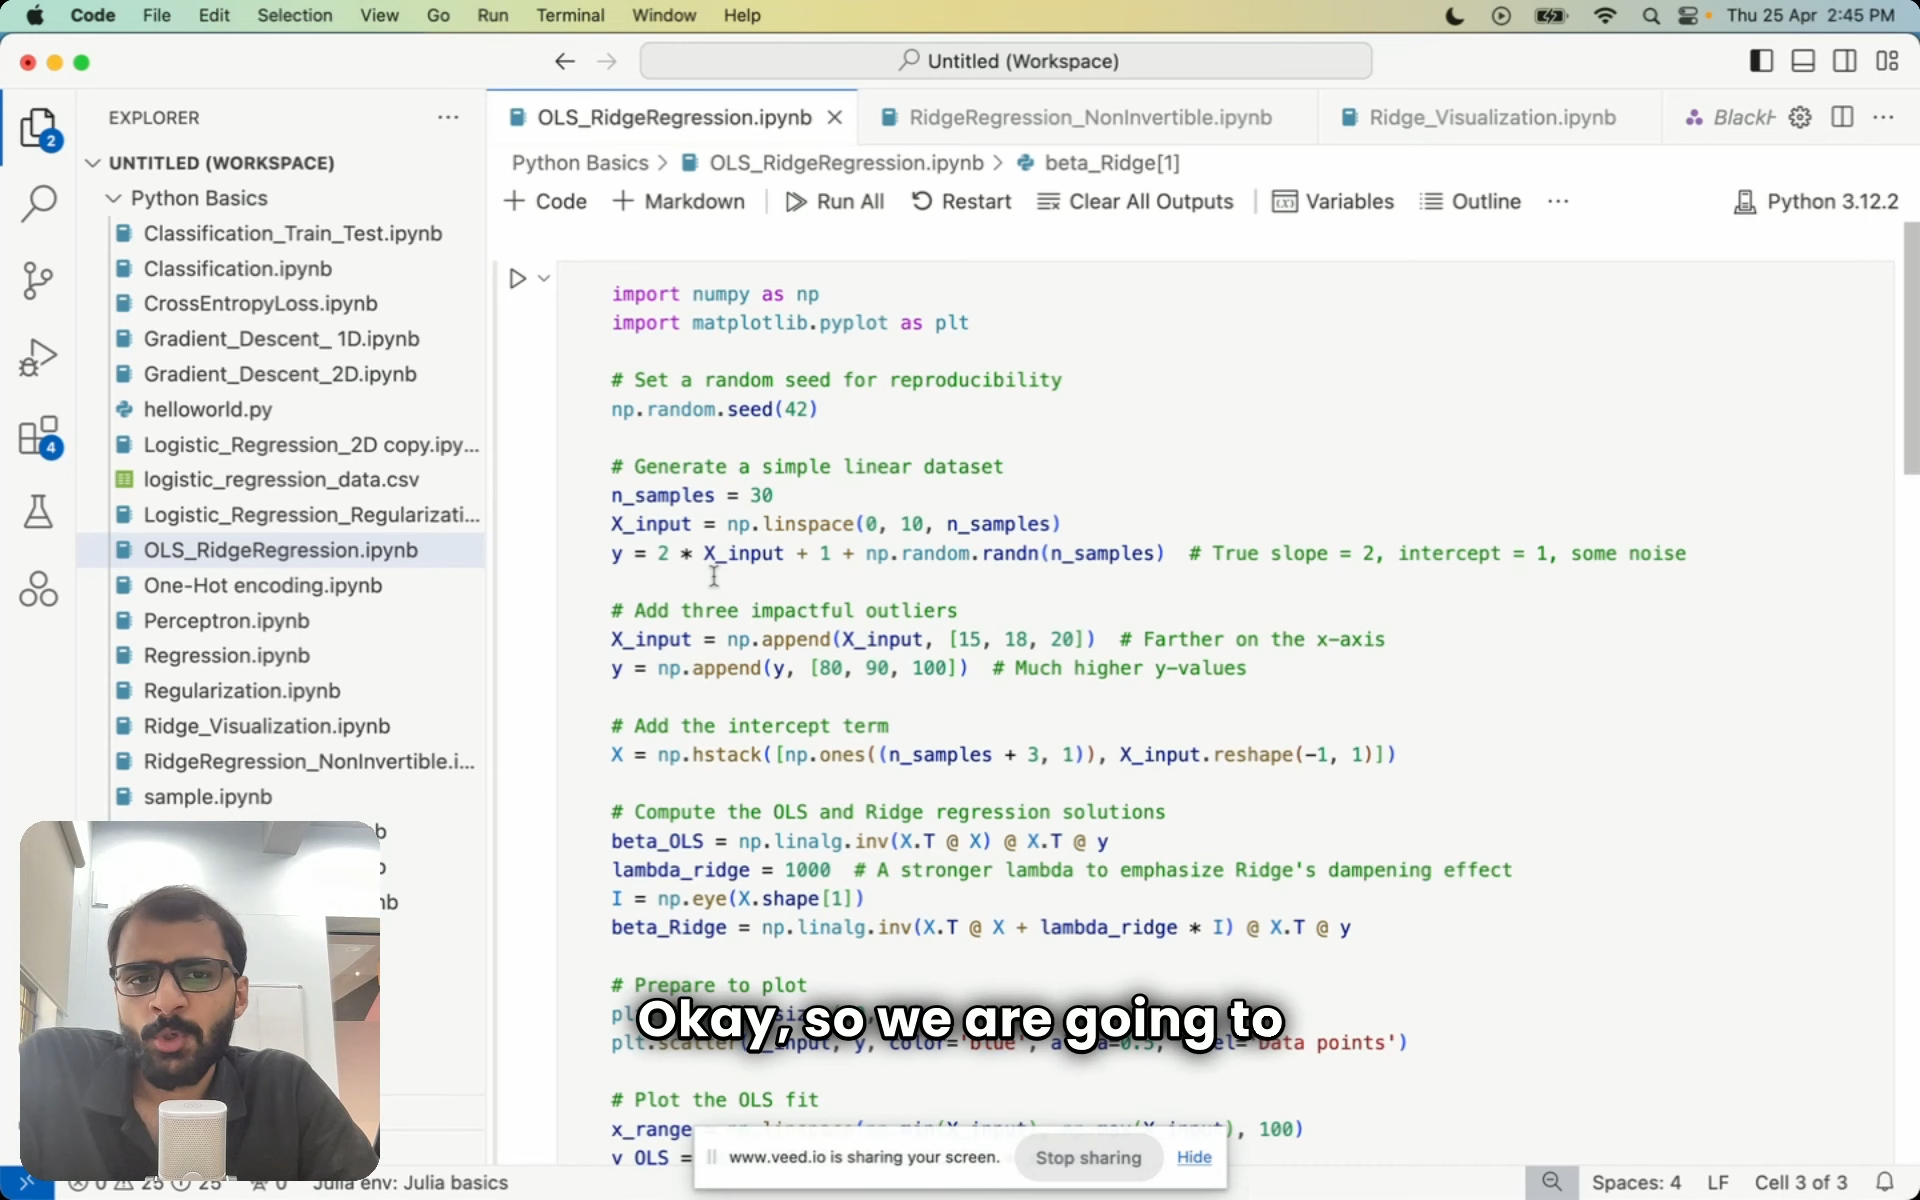 Code File Edit Selection View Go Run Terminal Window Help Thu 25 Apr 2:45 PM
Untitled (Workspace)
EXPLORER
2
UNTITLED (WORKSPACE)
Python Basics
Classification_Train_Test.ipynb
Classification.ipynb
CrossEntropyLoss.ipynb
Gradient_Descent_ 1D.ipynb
Gradient_Descent_2D.ipynb
helloworld.py
4
Logistic_Regression_2D copy.ipy...
logistic_regression_data.csv
Logistic_Regression_Regularizati...
OLS_RidgeRegression.ipynb
One-Hot encoding.ipynb
Perceptron.ipynb
Regression.ipynb
Regularization.ipynb
Ridge_Visualization.ipynb
RidgeRegression_NonInvertible.i...
sample.ipynb
OLS_RidgeRegression.ipynb RidgeRegression_NonInvertible.ipynb Ridge_Visualization.ipynb
Python Basics > OLS_RidgeRegression.ipynb > beta_Ridge[1]
+ Code + Markdown Run All Restart Clear All Outputs Variables Outline ... Python 3.12.2
import numpy as np
import matplotlib.pyplot as plt
# Set a random seed for reproducibility
np.random.seed(42)
# Generate a simple linear dataset
n_samples = 30
X_input = np.linspace(0, 10, n_samples)
y = 2 * X_input + 1 + np.random.randn(n_samples)  # True slope = 2, intercept = 1, some noise
# Add three impactful outliers
X_input = np.append(X_input, [15, 18, 20])  # Farther on the x-axis
y = np.append(y, [80, 90, 100])  # Much higher y-values
# Add the intercept term
X = np.hstack([np.ones((n_samples + 3, 1)), X_input.reshape(-1, 1)])
# Compute the OLS and Ridge regression solutions
beta_OLS = np.linalg.inv(X.T @ X) @ X.T @ y
lambda_ridge = 1000  # A stronger lambda to emphasize Ridge's dampening effect
I = np.eye(X.shape[1])
beta_Ridge = np.linalg.inv(X.T @ X + lambda_ridge * I) @ X.T @ y
# Prepare to plot
Okay, so we are going to
points')
# Plot the OLS fit
x_range 100)
OLS =
www.veed.io is sharing your screen. Stop sharing Hide
0 25 25 0 Julia env: Julia basics Spaces: 4 LF Cell 3 of 3